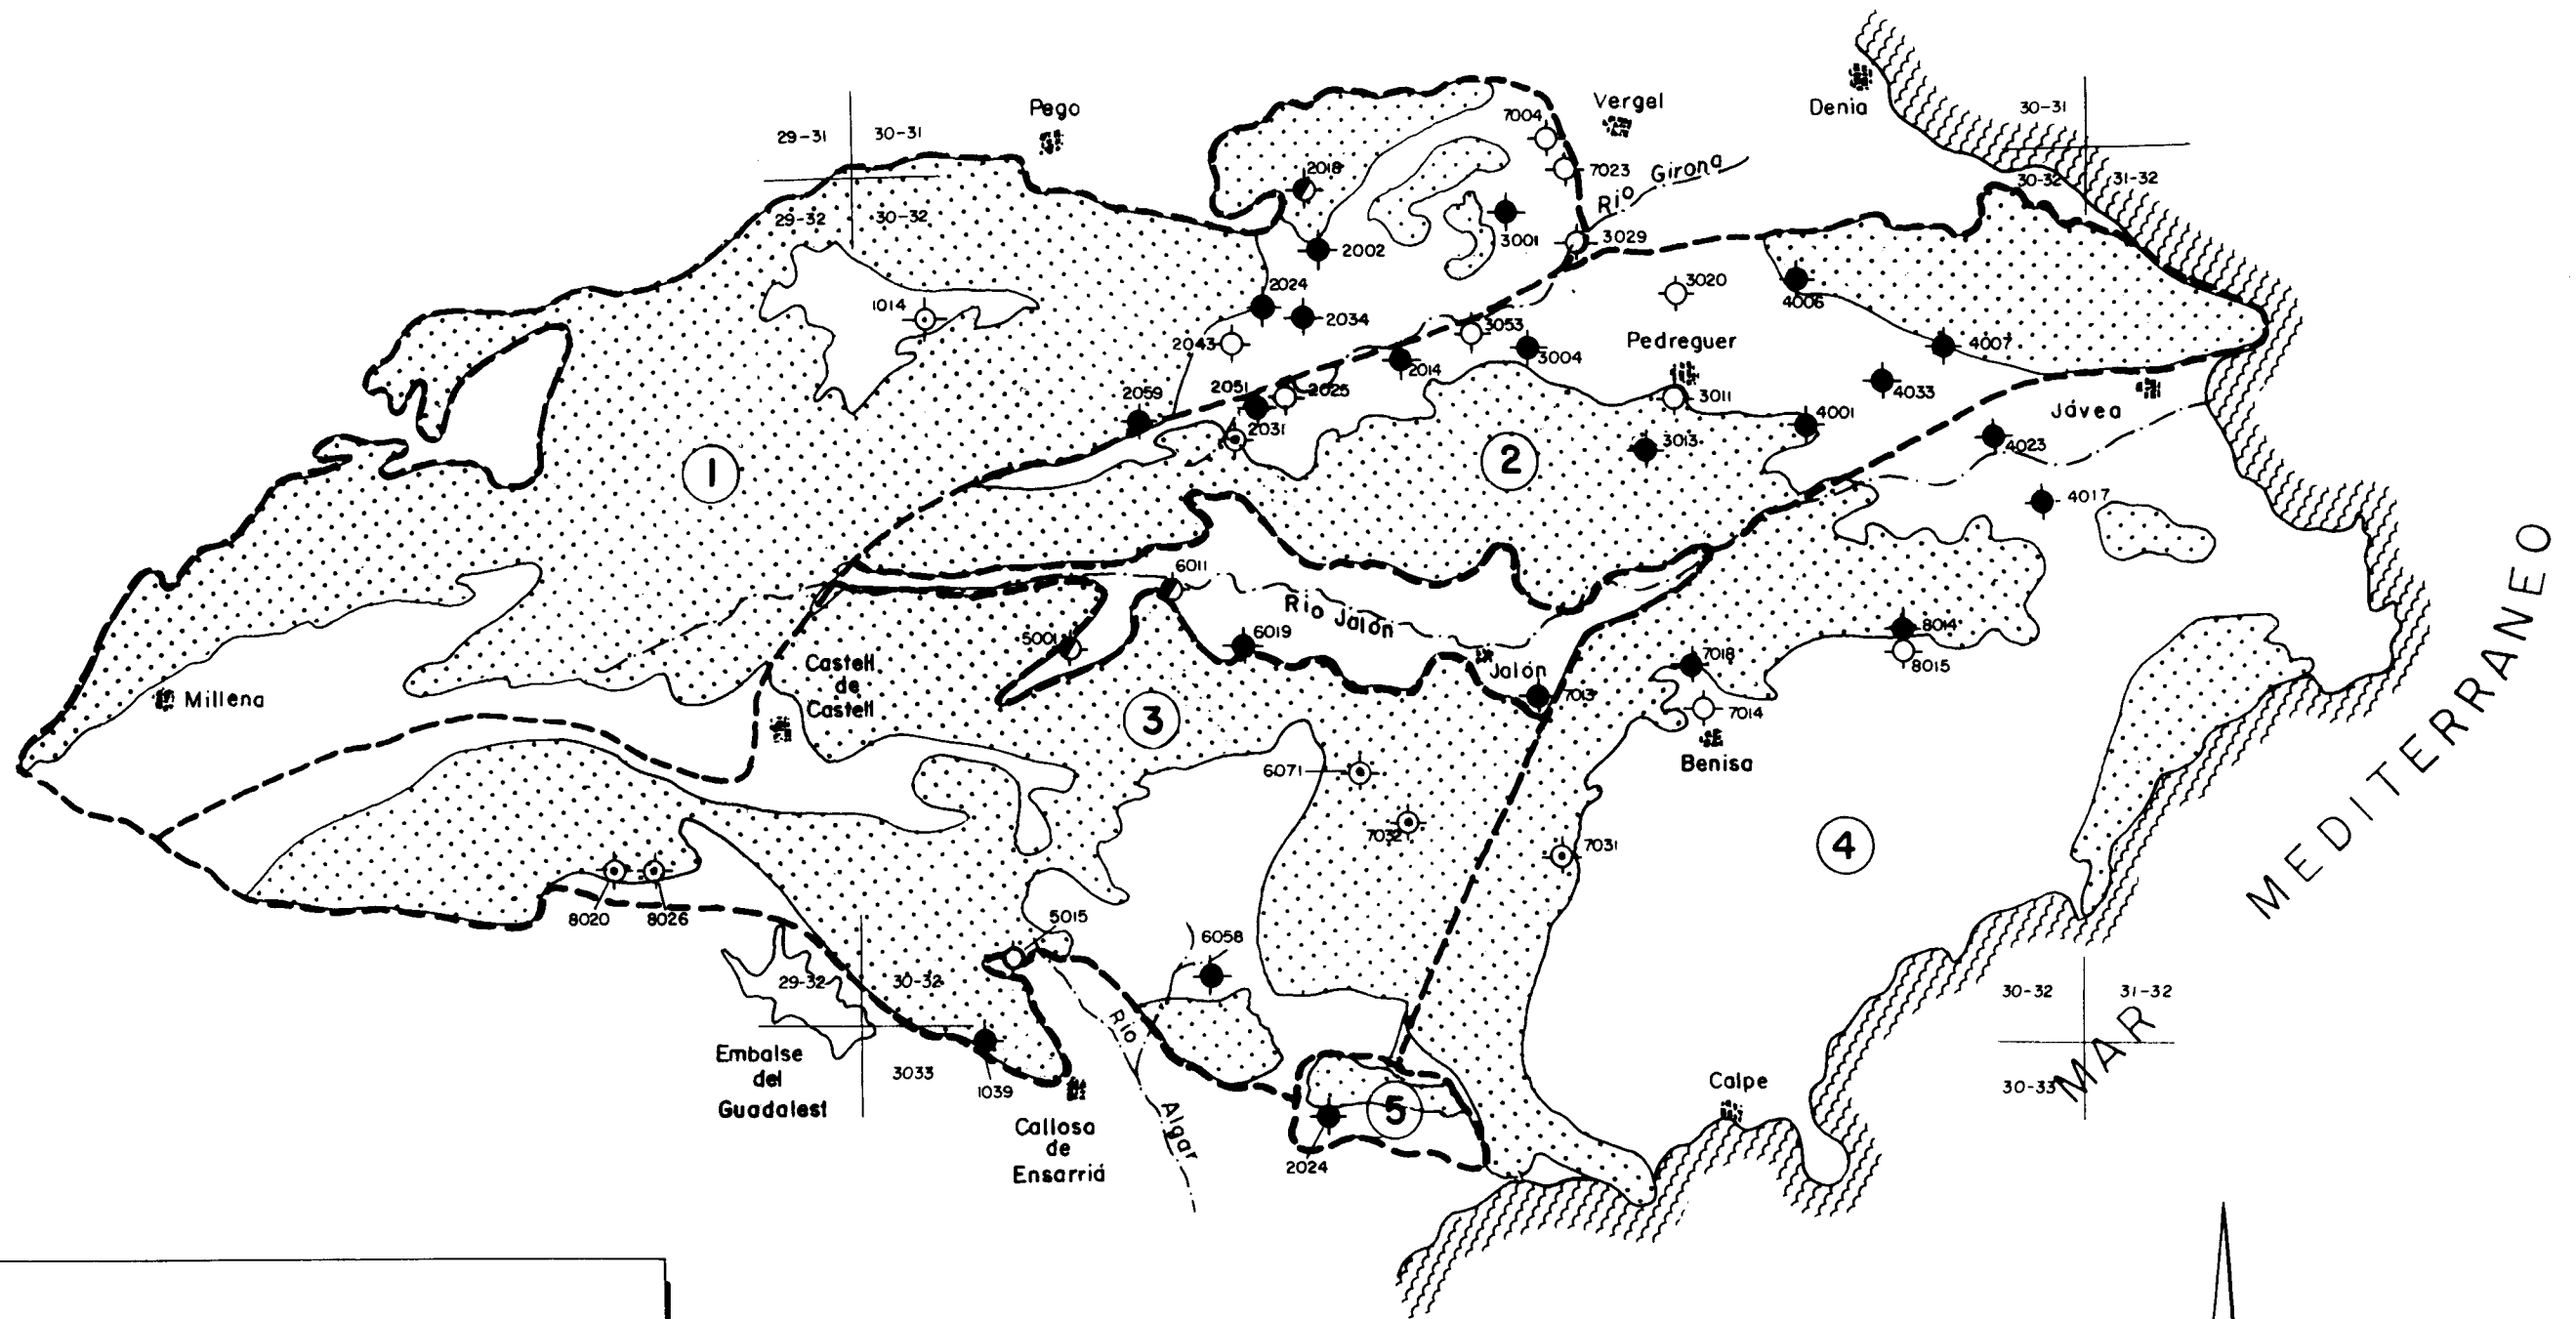 Denia
30-31
Pego
Vergel
7004
29-31
30-31
7023
Río Girona
2018
30-32
31-32
29-32
30-32
3001
3029
2002
2024
3020
1014
4006
2034
3053
2043
Pedreguer
4007
3004
2014
4033
2059
2051
2025
3011
Jávea
4001
2031
3013
4023
1
2
4017
6011
Río Jalón
5001
6019
8014
7018
8015
Castell
de
Castell
Jalón
7013
Millena
7014
3
Benisa
6071
7032
7031
4
MAR MEDITERRANEO
8020
8026
5015
6058
29-32
30-32
30-32
31-32
Río Algar
Embalse
del
Guadalest
3033
1039
Calpe
30-33
5
Callosa
de
Ensarriá
2024